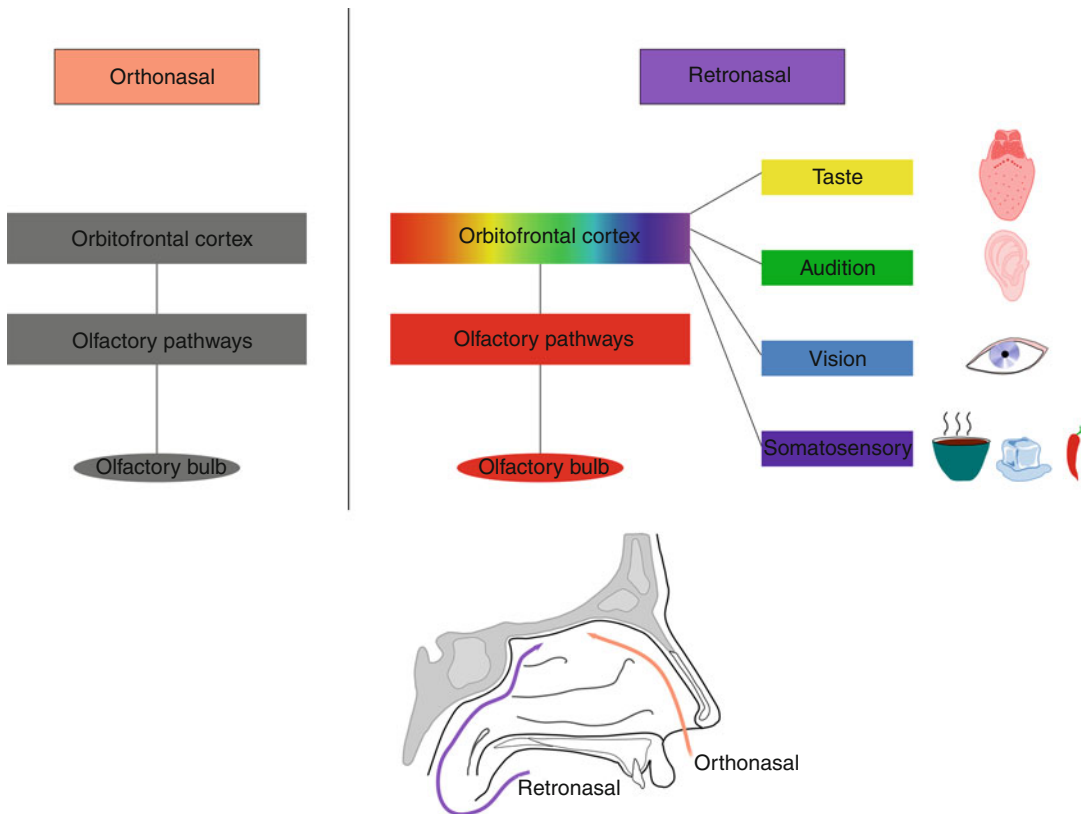 Orthonasal
Orbitofrontal cortex
Olfactory pathways
Olfactory bulb
Retronasal
Orbitofrontal cortex
Olfactory pathways
Olfactory bulb
Taste
Audition
Vision
Somatosensory
Orthonasal
Retronasal